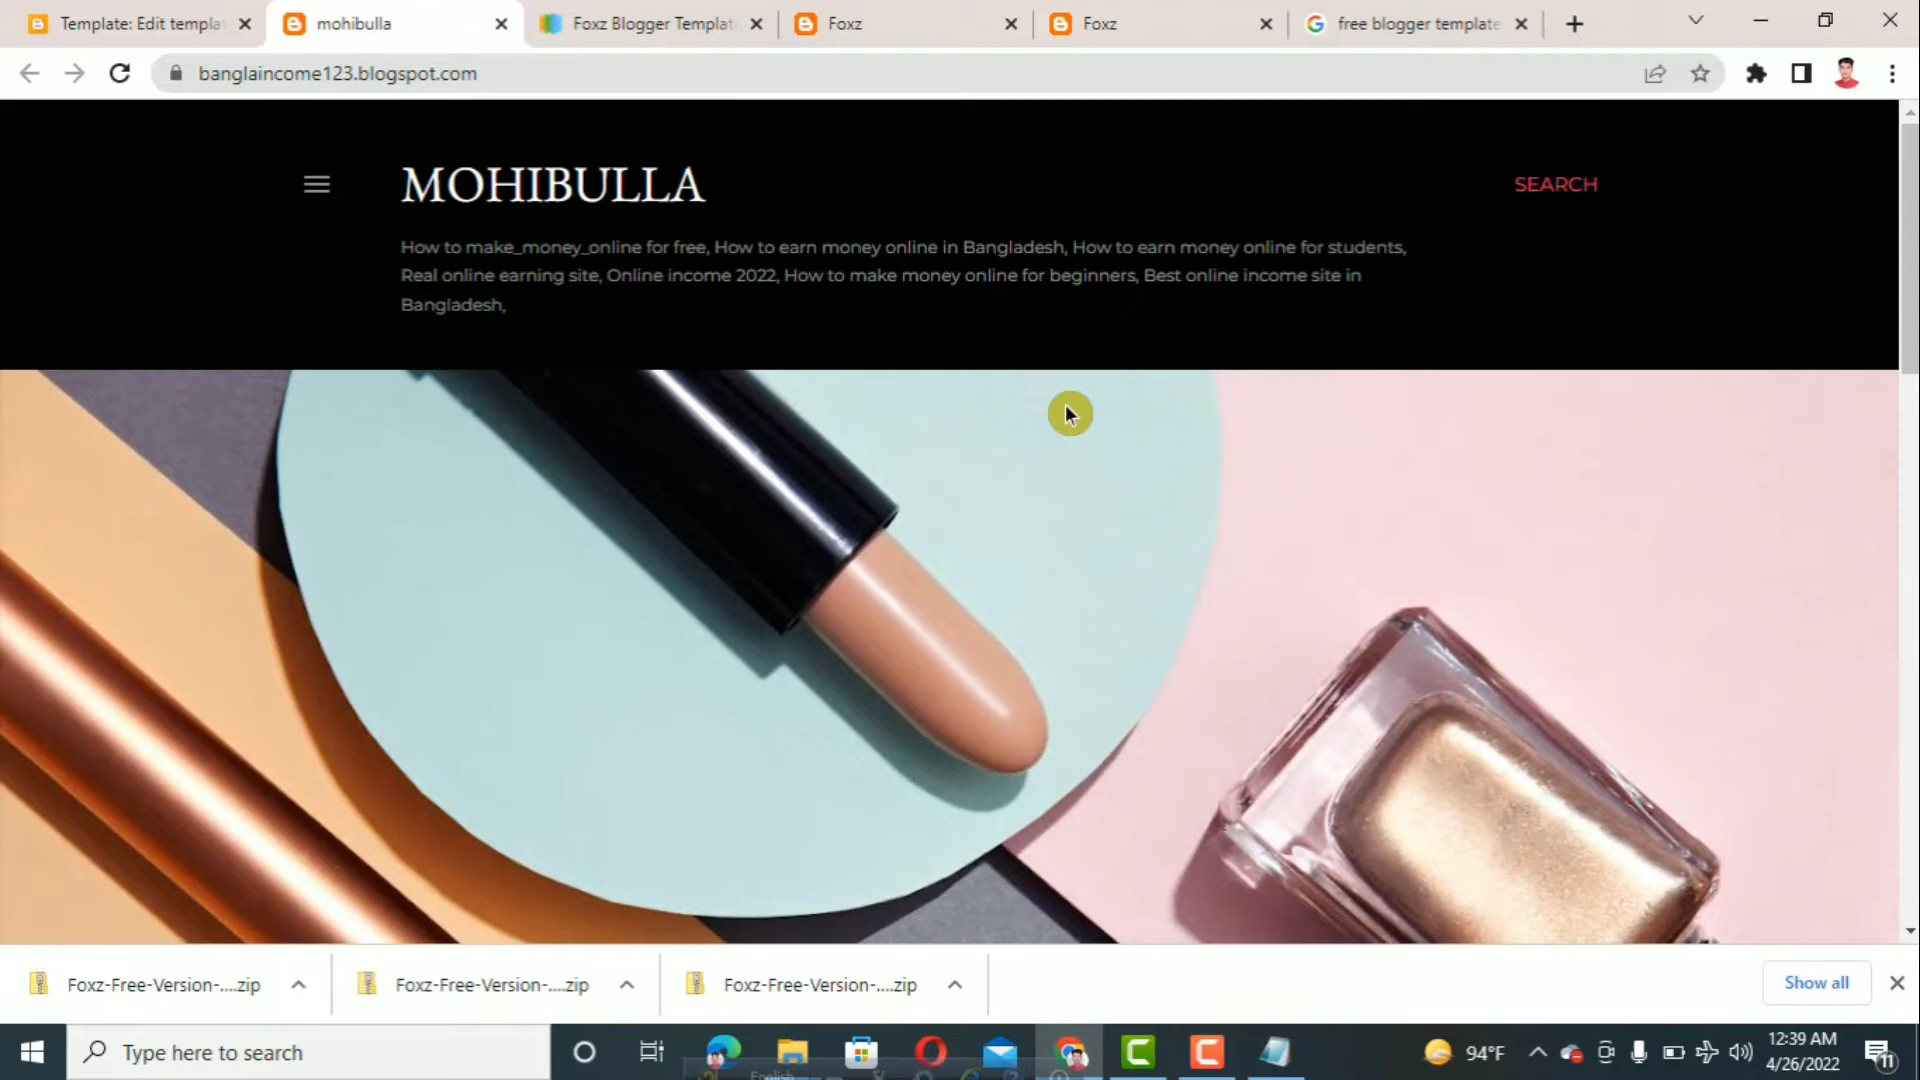 Template: Edit templa
mohibulla
Foxz Blogger Templat
Foxz
Foxz
free blogger template
banglaincome123.blogspot.com
MOHIBULLA
SEARCH
How to make_money_online for free, How to earn money online in Bangladesh, How to earn money online for students,
Real online earning site, Online income 2022, How to make money online for beginners, Best online income site in
Bangladesh,
Foxz-Free-Version-....zip
Foxz-Free-Version-....zip
Foxz-Free-Version-....zip
Show all
Type here to search
94°F
12:39 AM
4/26/2022
11
English